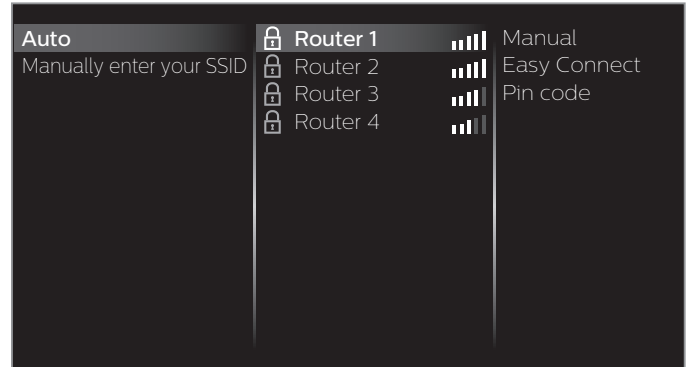 Auto
Manually enter your SSID
Router 1
Router 2
Router 3
Router 4
Manual
Easy Connect
Pin code